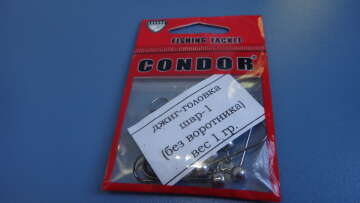 FISHING TACKLE
CONDOR
джиг-головка
шар-1
(без воротника)
вес 1 гр.